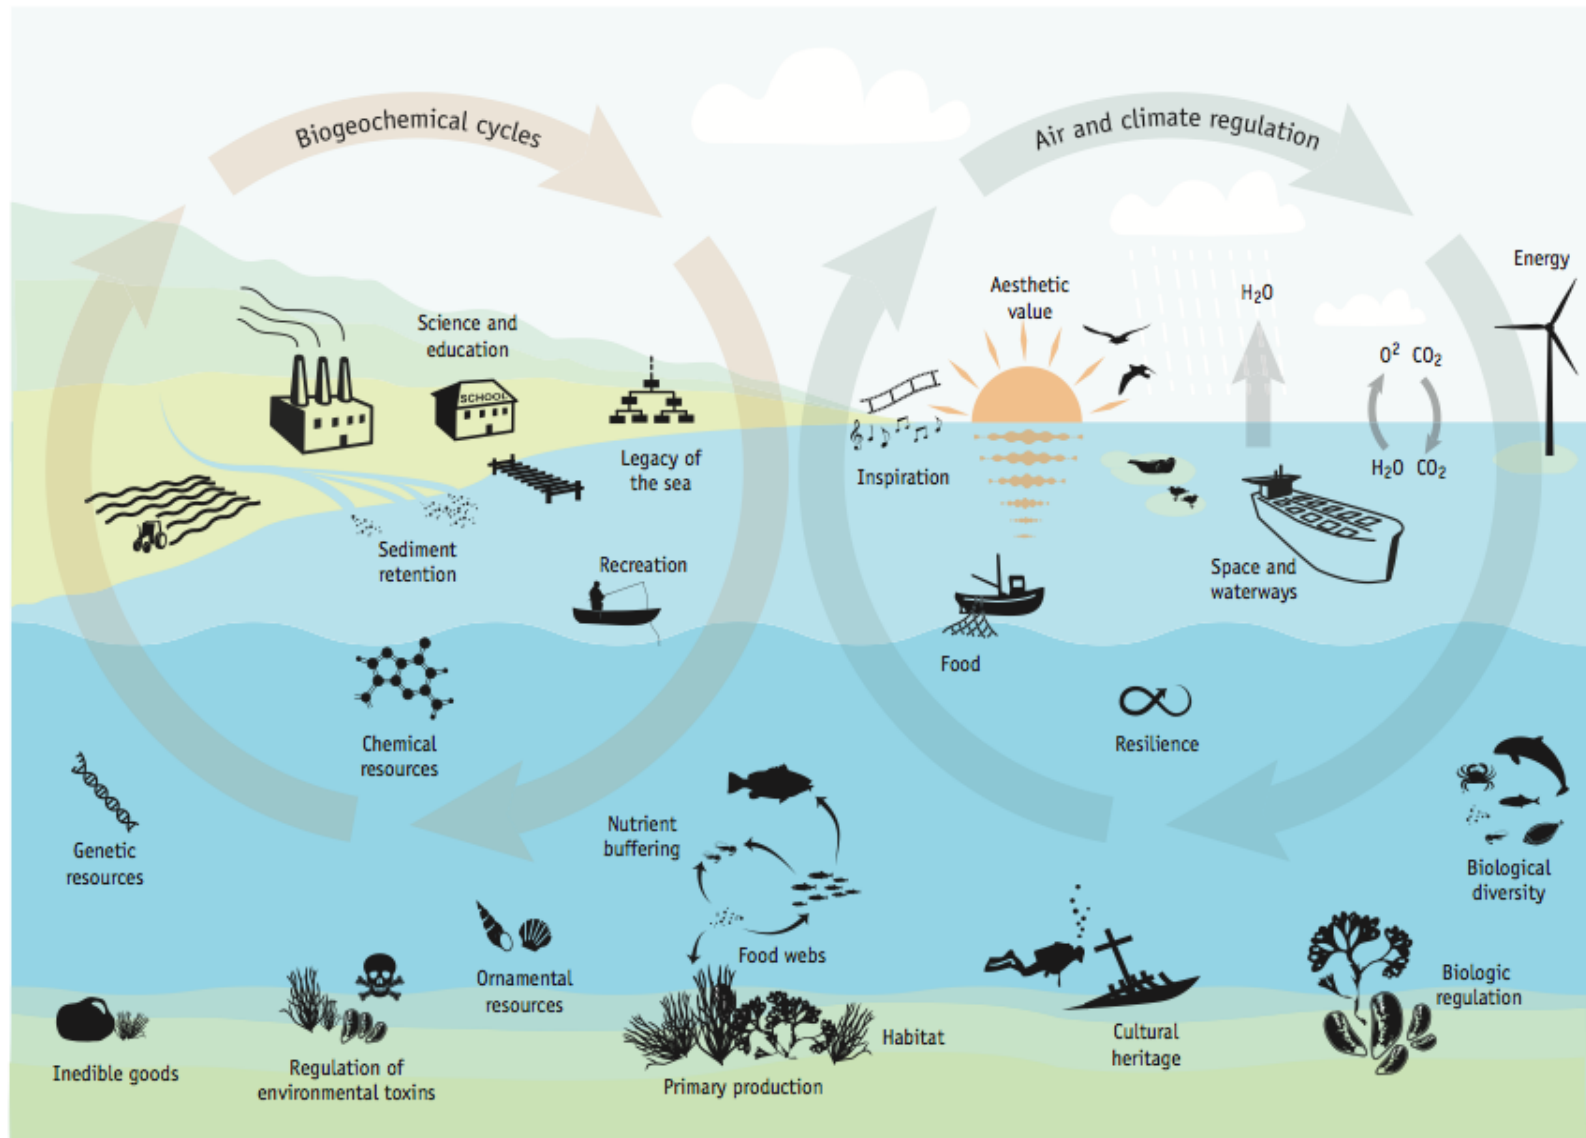 Biogeochemical cycles
Air and climate regulation
Energy
Aesthetic
value
H₂O
Science and
education
O² CO₂
SCHOOL
Legacy of
the sea
Inspiration
H₂O CO₂
Sediment
retention
Recreation
Space and
waterways
Food
Chemical
resources
Resilience
Nutrient
buffering
Genetic
resources
Biological
diversity
Food webs
Ornamental
resources
Biologic
regulation
Habitat
Cultural
heritage
Inedible goods
Regulation of
environmental toxins
Primary production